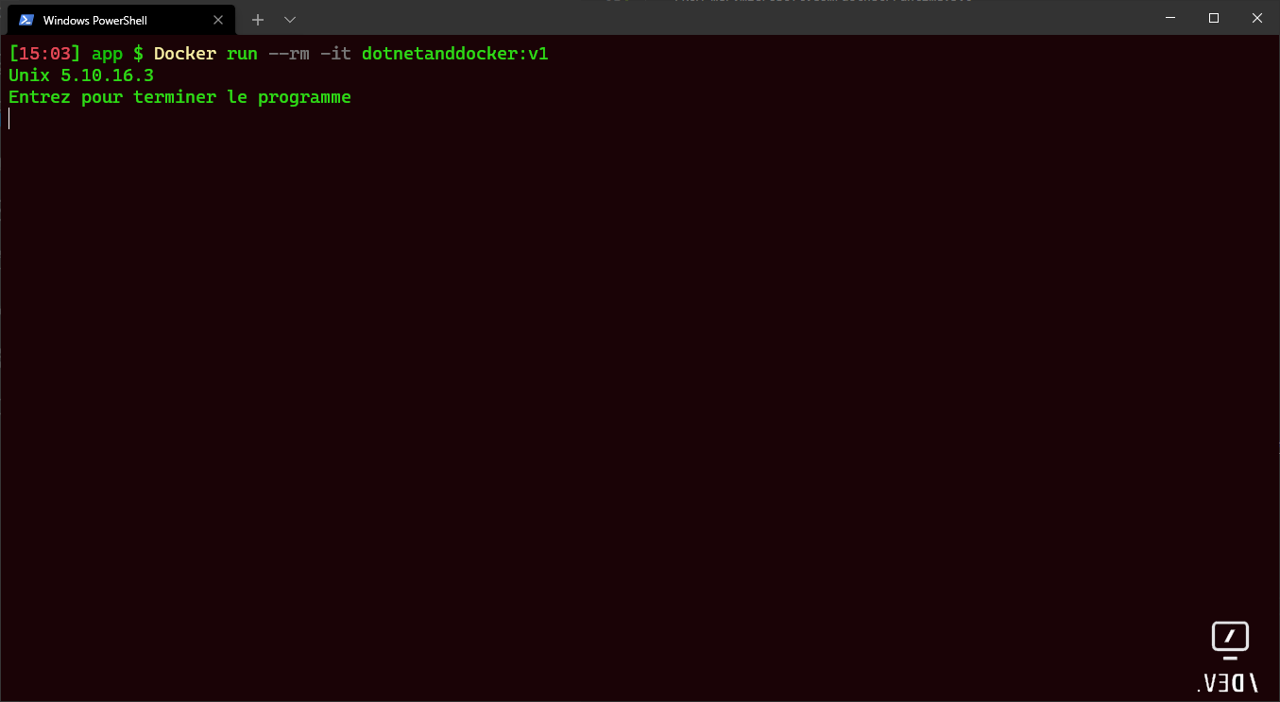 Windows PowerShell
[15:03] app $ Docker run --rm -it dotnetanddocker:v1
Unix 5.10.16.3
Entrez pour terminer le programme
.VƎD\